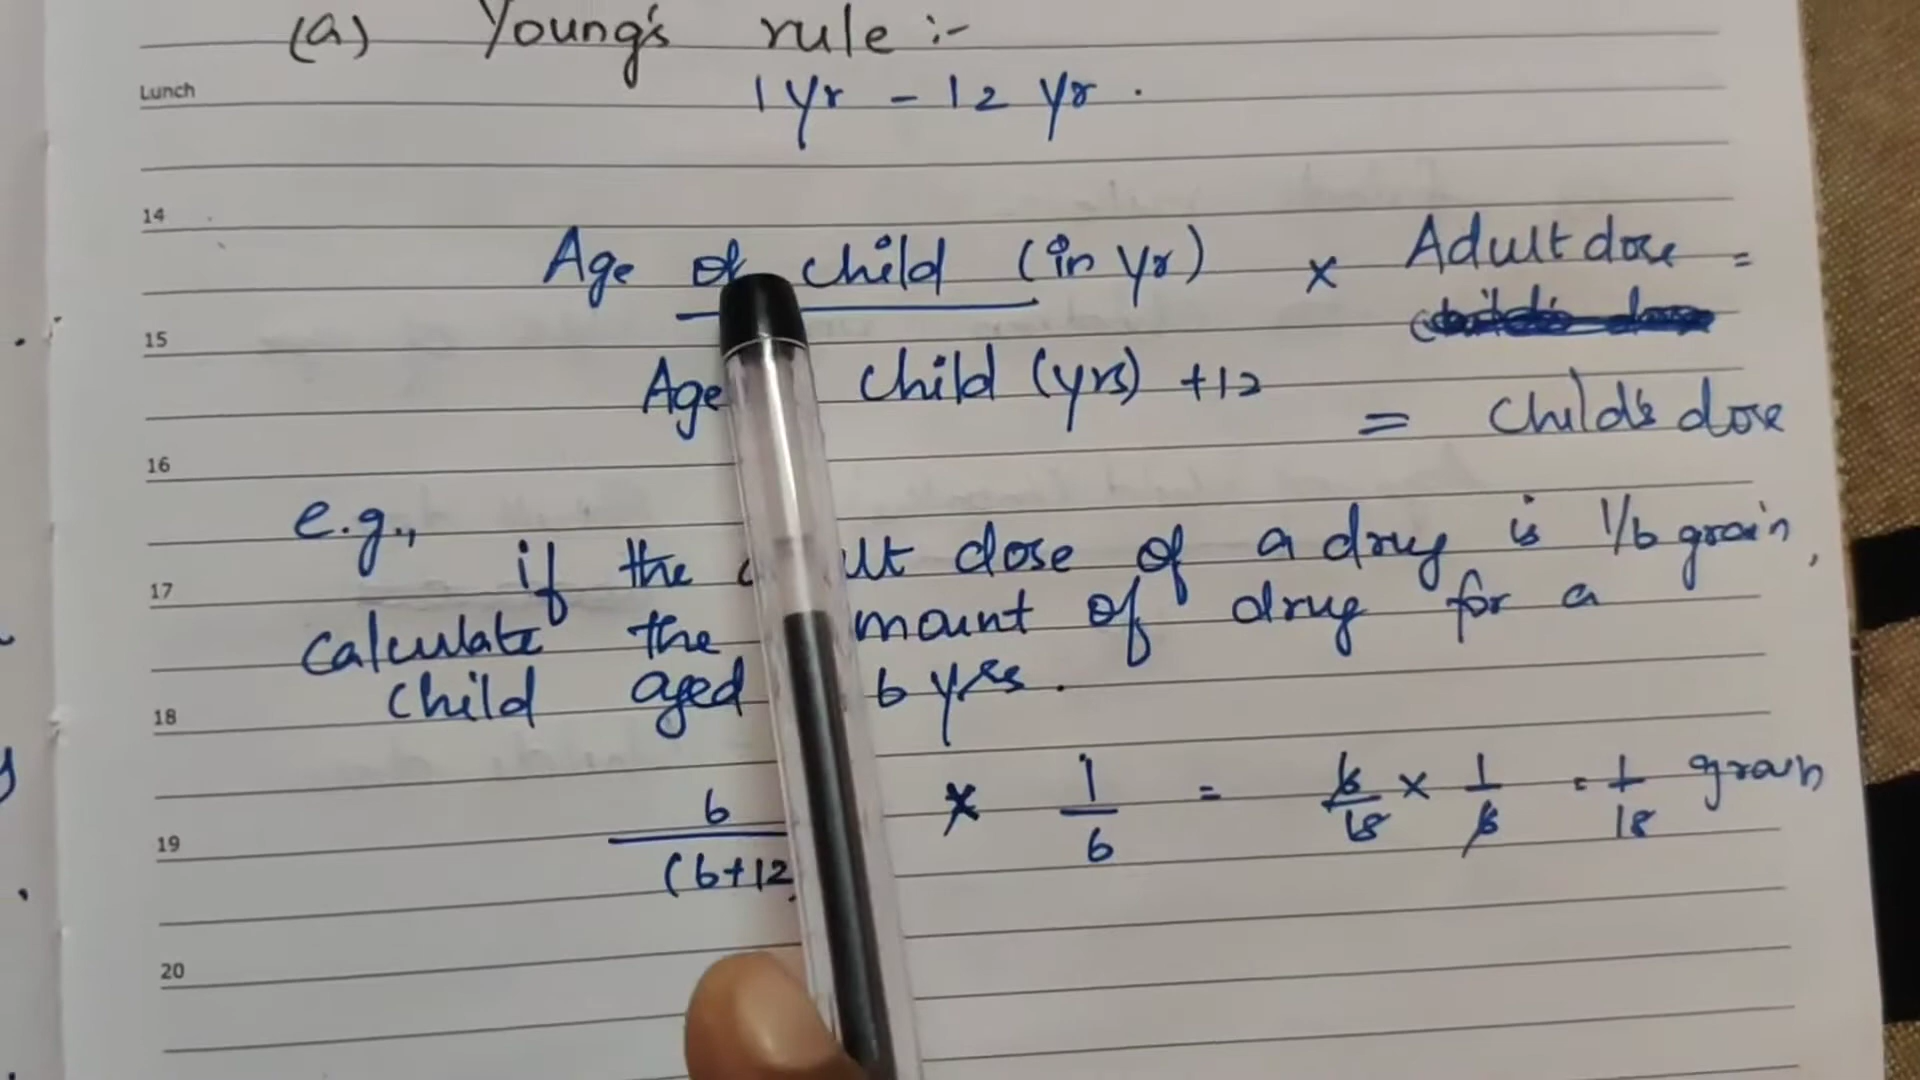 (a) Young's rule :-
Lunch
1 yr - 12 yr .
14
Age of child (in yr) × Adult dose =
15
Age child (yrs) +12
= Child's dose
16
e.g.,
if the ult dose of a drug is 1/6 grain,
17
calculate the mount of drug for a
child aged 6 yrs.
18
6 / (6+12 × 1/6 = 6/18 × 1/6 = 1/18 grain
19
20